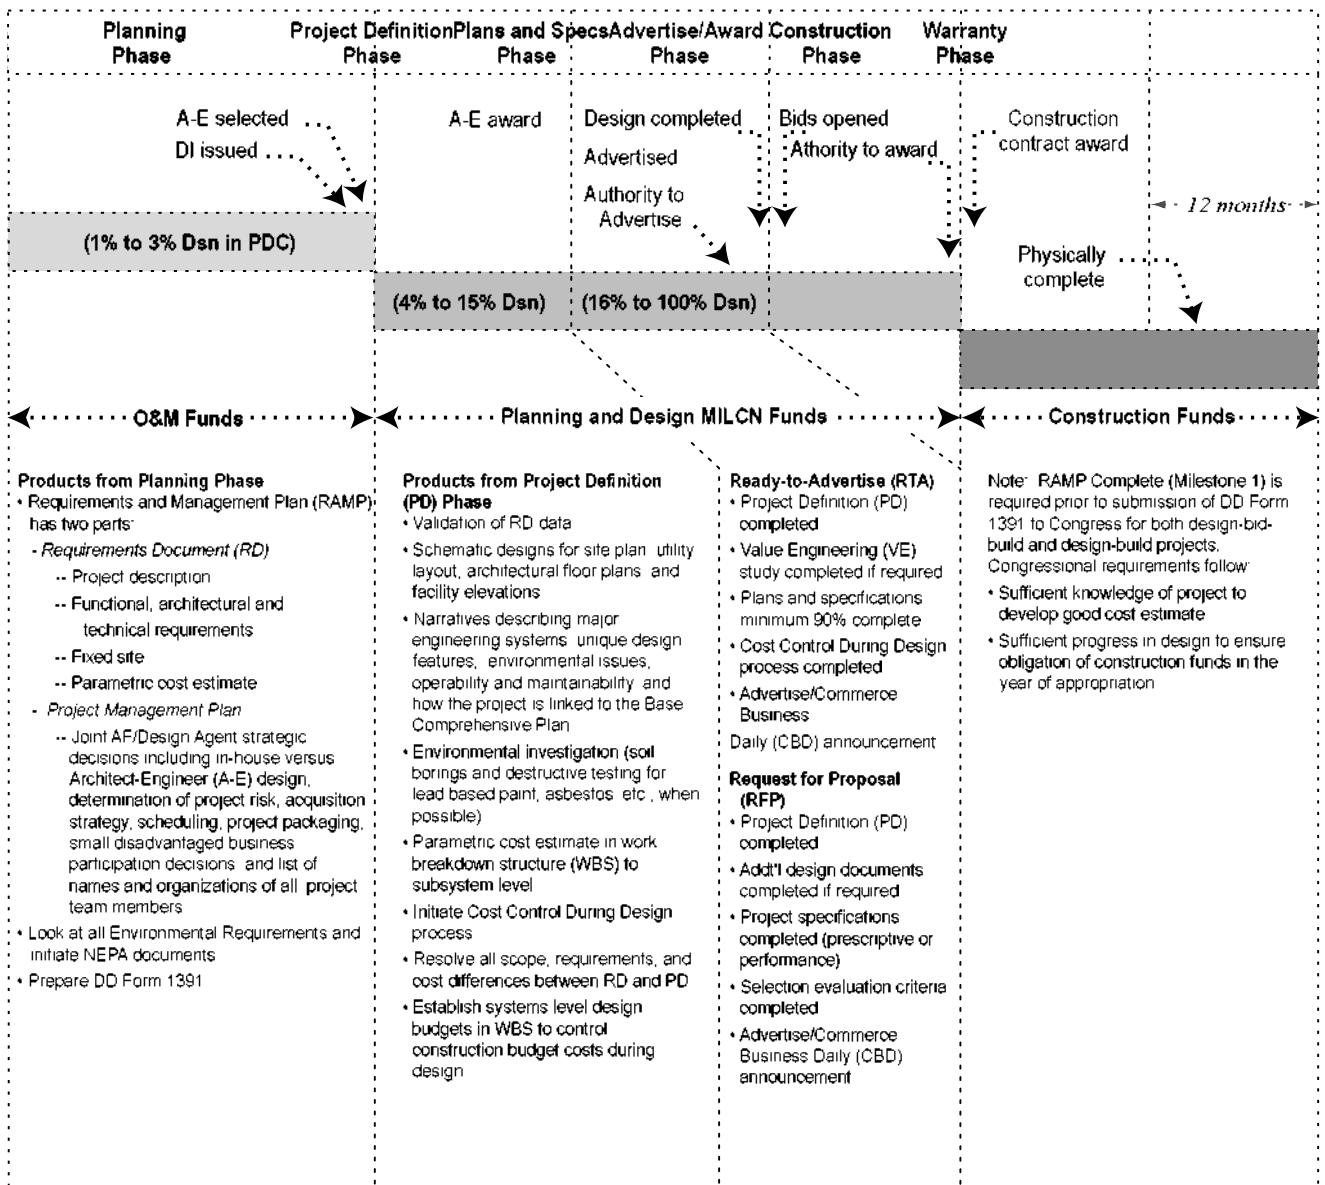 Planning
Phase
Project Definition
Phase
Plans and Specs
Phase
Advertise/Award
Phase
Construction
Phase
Warranty
Phase
A-E selected
DI issued
A-E award
Design completed
Advertised
Authority to
Advertise
Bids opened
Athority to award
Construction
contract award
12 months
Physically
complete
(1% to 3% Dsn in PDC)
(4% to 15% Dsn)
(16% to 100% Dsn)
O&M Funds
Planning and Design MILCN Funds
Construction Funds
Products from Planning Phase
• Requirements and Management Plan (RAMP)
has two parts:
- Requirements Document (RD)
-- Project description
-- Functional, architectural and
technical requirements
-- Fixed site
-- Parametric cost estimate
- Project Management Plan
-- Joint AF/Design Agent strategic
decisions including in-house versus
Architect-Engineer (A-E) design,
determination of project risk, acquisition
strategy, scheduling, project packaging,
small disadvantaged business
participation decisions and list of
names and organizations of all project
team members
• Look at all Environmental Requirements and
initiate NEPA documents
• Prepare DD Form 1391
Products from Project Definition
(PD) Phase
• Validation of RD data
• Schematic designs for site plan utility
layout, architectural floor plans and
facility elevations
• Narratives describing major
engineering systems unique design
features, environmental issues,
operability and maintainability and
how the project is linked to the Base
Comprehensive Plan
• Environmental investigation (soil
borings and destructive testing for
lead based paint, asbestos etc , when
possible)
• Parametric cost estimate in work
breakdown structure (WBS) to
subsystem level
• Initiate Cost Control During Design
process
• Resolve all scope, requirements, and
cost differences between RD and PD
• Establish systems level design
budgets in WBS to control
construction budget costs during
design
Ready-to-Advertise (RTA)
• Project Definition (PD)
completed
• Value Engineering (VE)
study completed if required
• Plans and specifications
minimum 90% complete
• Cost Control During Design
process completed
• Advertise/Commerce
Business
Daily (CBD) announcement
Request for Proposal
(RFP)
• Project Definition (PD)
completed
• Addt'l design documents
completed if required
• Project specifications
completed (prescriptive or
performance)
• Selection evaluation criteria
completed
• Advertise/Commerce
Business Daily (CBD)
announcement
Note: RAMP Complete (Milestone 1) is
required prior to submission of DD Form
1391 to Congress for both design-bid-
build and design-build projects.
Congressional requirements follow:
• Sufficient knowledge of project to
develop good cost estimate
• Sufficient progress in design to ensure
obligation of construction funds in the
year of appropriation